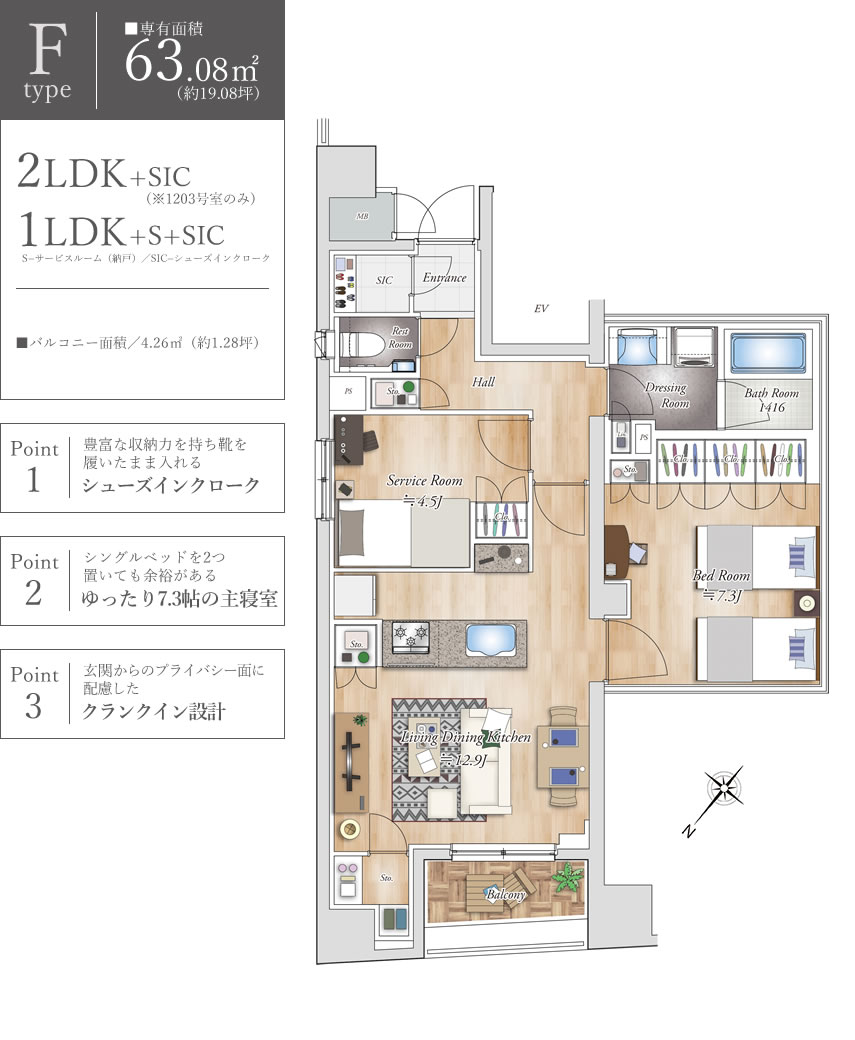 F
type
■専有面積
63.08㎡
（約19.08坪）
2LDK+SIC
（※1203号室のみ）
1LDK+S+SIC
S−サービスルーム（納戸）／SIC−シューズインクローク
■バルコニー面積／4.26㎡（約1.28坪）
Point
1
豊富な収納力を持ち靴を
履いたまま入れる
シューズインクローク
Point
2
シングルベッドを2つ
置いても余裕がある
ゆったり7.3帖の主寝室
Point
3
玄関からのプライバシー面に
配慮した
クランクイン設計
MB
SIC
Entrance
EV
Rest
Room
PS
Sto.
Hall
Dressing
Room
Bath Room
1416
PS
Sto.
Clo.
Clo.
Clo.
Service Room
≒4.5J
Clo.
Bed Room
≒7.3J
Sto.
Living Dining Kitchen
≒12.9J
Sto.
Balcony
N